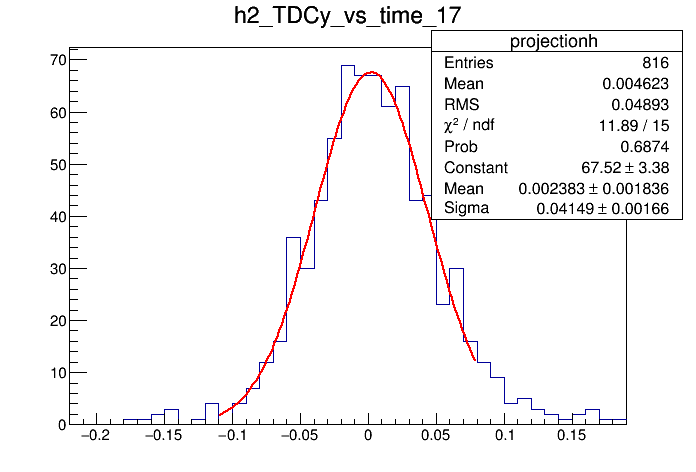 h2_TDCy_vs_time_17
projectionh
Entries 816
Mean 0.004623
RMS 0.04893
χ² / ndf 11.89 / 15
Prob 0.6874
Constant 67.52 ± 3.38
Mean 0.002383 ± 0.001836
Sigma 0.04149 ± 0.00166
70
60
50
40
30
20
10
0
−0.2 −0.15 −0.1 −0.05 0 0.05 0.1 0.15